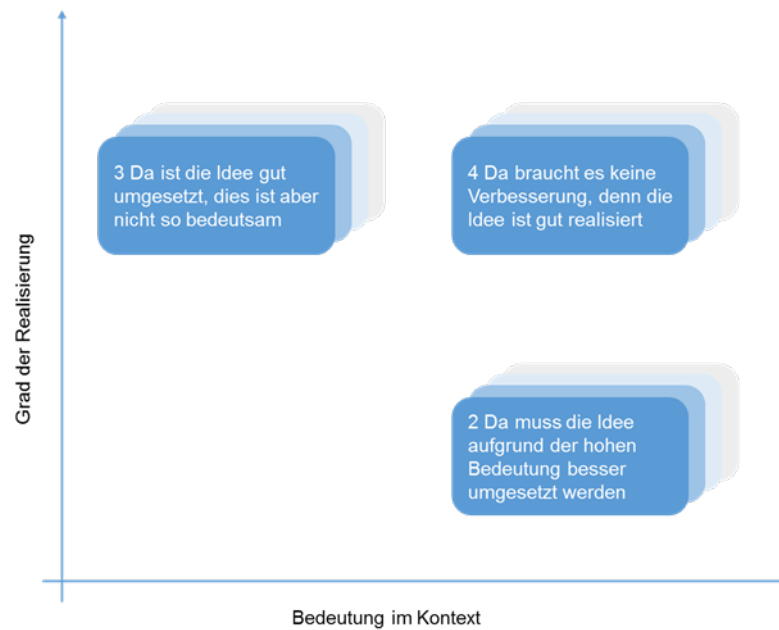 3 Da ist die Idee gut
umgesetzt, dies ist aber
nicht so bedeutsam
4 Da braucht es keine
Verbesserung, denn die
Idee ist gut realisiert
Grad der Realisierung
2 Da muss die Idee
aufgrund der hohen
Bedeutung besser
umgesetzt werden
Bedeutung im Kontext